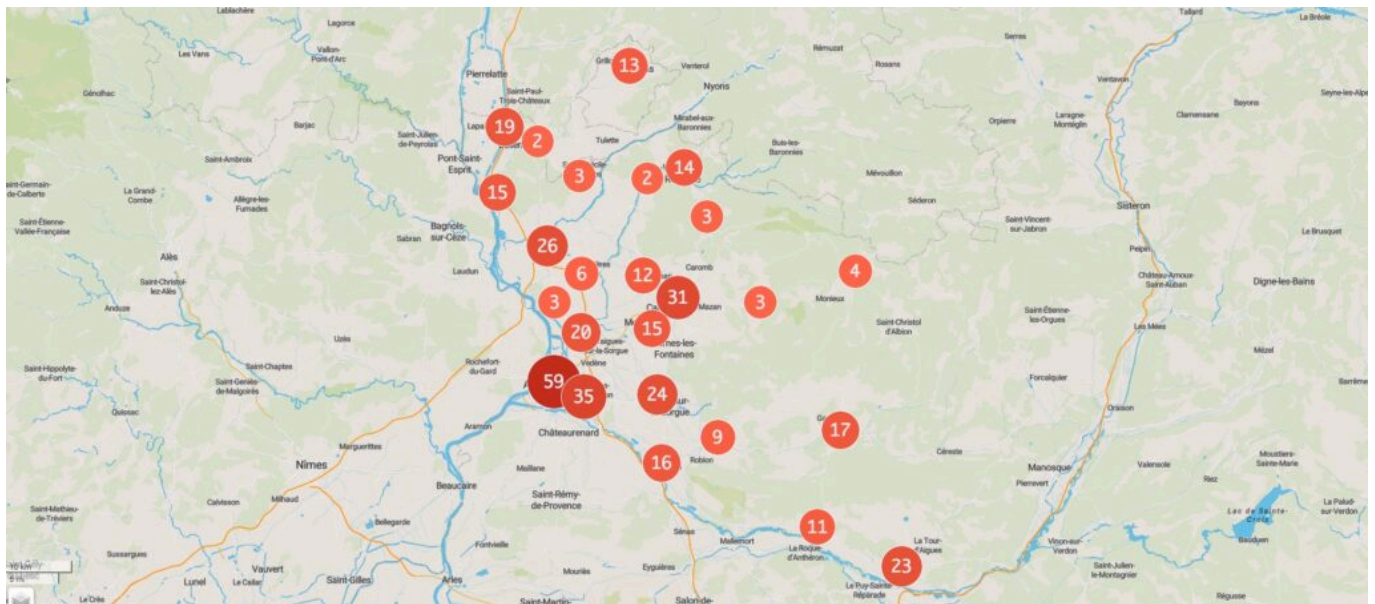 Lablachère
Lagorce
Tallard
La Bréole
Les Vans
Vallon-
Pont-d'Arc
Rémuzat
Serres
Rosans
13
Venterol
Pierrelatte
Nyons
Génolhac
Saint-Paul-
Trois-Châteaux
Ventavon
Bayons
Clamensane
Barjac
Saint-Julien-
de-Peyrolas
19
2
Tulette
Mirabel-aux-
Baronnies
Orpierre
Laragne-
Montéglin
Saint-Ambroix
Pont-Saint-
Esprit
Buis-les-
Baronnies
3
2
14
Mévouillon
La Grand-
Combe
Allègre-les-
Fumades
15
Séderon
Sisteron
Saint-Étienne-
Vallée-Française
Bagnols-
sur-Cèze
Sabran
3
Saint-Vincent-
sur-Jabron
Le Brusquet
26
Peipin
Alès
Laudun
6
12
Caromb
4
Château-Arnoux-
Saint-Auban
Digne-les-Bains
Saint-Christol-
lez-Alès
Anduze
3
31
Mazan
3
Monieux
Saint-Étienne-
les-Orgues
Saint-Christol
d'Albion
Les Mées
20
15
Uzès
Fontaines
Vedène
Mézel
Rochefort-
du-Gard
Saint-Hippolyte-
du-Fort
Saint-Chaptes
Saint-Geniès-
de-Malgoirès
Forcalquier
59
35
24
Quissac
Oraison
Aramon
Châteaurenard
17
9
Marguerittes
Robion
Céreste
Nîmes
16
Manosque
Valensole
Moustiers-
Sainte-Marie
Maillane
Pierrevert
Riez
Calvisson
Milhaud
Beaucaire
Saint-Rémy-
de-Provence
La Palud-
sur-Verdon
Saint-Mathieu-
de-Tréviers
Bellegarde
Lac de Sainte-
Croix
11
Sénas
Mallemort
La Roque
d'Anthéron
La Tour-
d'Aigues
Vinon-sur-
Verdon
Bauduen
Sussargues
Fontvieille
Vauvert
Mouriès
Eyguières
23
Saint-Julien-
le-Montagnier
10 km
Lunel
Le Cailar
Saint-Gilles
Arles
Le Puy-Sainte-
Réparade
Le Crès
Saint-Martin-
Salon-de-
Régusse